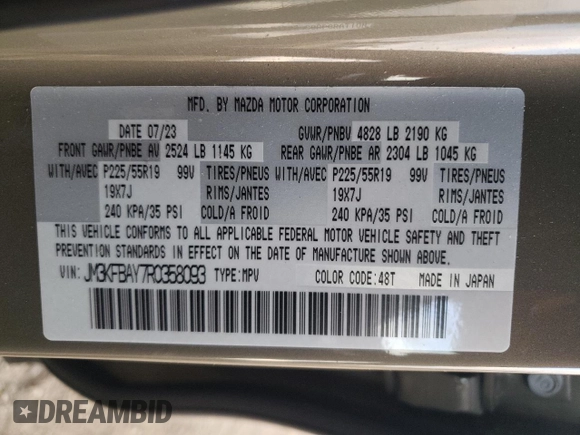 MFD. BY MAZDA MOTOR CORPORATION
DATE 07/23 GVWR/PNBV 4828 LB 2190 KG
FRONT GAWR/PNBE AV 2524 LB 1145 KG REAR GAWR/PNBE AR 2304 LB 1045 KG
WITH/AVEC P225/55R19 99V TIRES/PNEUS WITH/AVEC P225/55R19 99V TIRES/PNEUS
19X7J RIMS/JANTES 19X7J RIMS/JANTES
240 KPA/35 PSI COLD/A FROID 240 KPA/35 PSI COLD/A FROID
THIS VEHICLE CONFORMS TO ALL APPLICABLE FEDERAL MOTOR VEHICLE SAFETY AND THEFT
PREVENTION STANDARDS IN EFFECT ON THE DATE OF MANUFACTURE SHOWN ABOVE.
VIN: JM3KFBAY7R0358093 TYPE: MPV COLOR CODE: 48T MADE IN JAPAN
DREAMBID